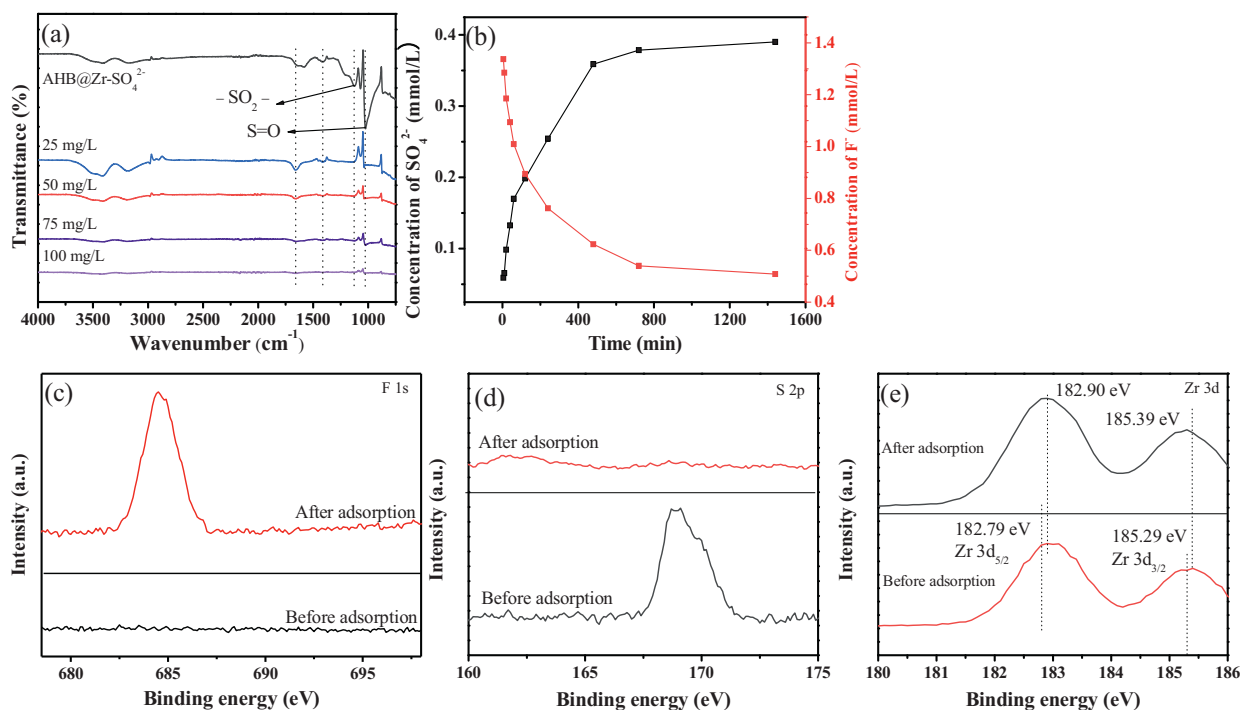 (a)
AHB@Zr-SO₄²⁻
– SO₂ –
S=O
25 mg/L
50 mg/L
75 mg/L
100 mg/L
Transmittance (%)
4000 3500 3000 2500 2000 1500 1000
Wavenumber (cm⁻¹)
(b)
Concentration of SO₄²⁻ (mmol/L)
0.4
0.3
0.2
0.1
0 400 800 1200 1600
Time (min)
1.4
1.2
1.0
0.8
0.6
0.4
Concentration of F⁻ (mmol/L)
(c)
F 1s
After adsorption
Before adsorption
Intensity (a.u.)
680 685 690 695
Binding energy (eV)
(d)
S 2p
After adsorption
Before adsorption
Intensity (a.u.)
160 165 170 175
Binding energy (eV)
(e)
182.90 eV
Zr 3d
185.39 eV
After adsorption
182.79 eV
Zr 3d₅/₂
185.29 eV
Zr 3d₃/₂
Before adsorption
Intensity (a.u.)
180 181 182 183 184 185 186
Binding energy (eV)